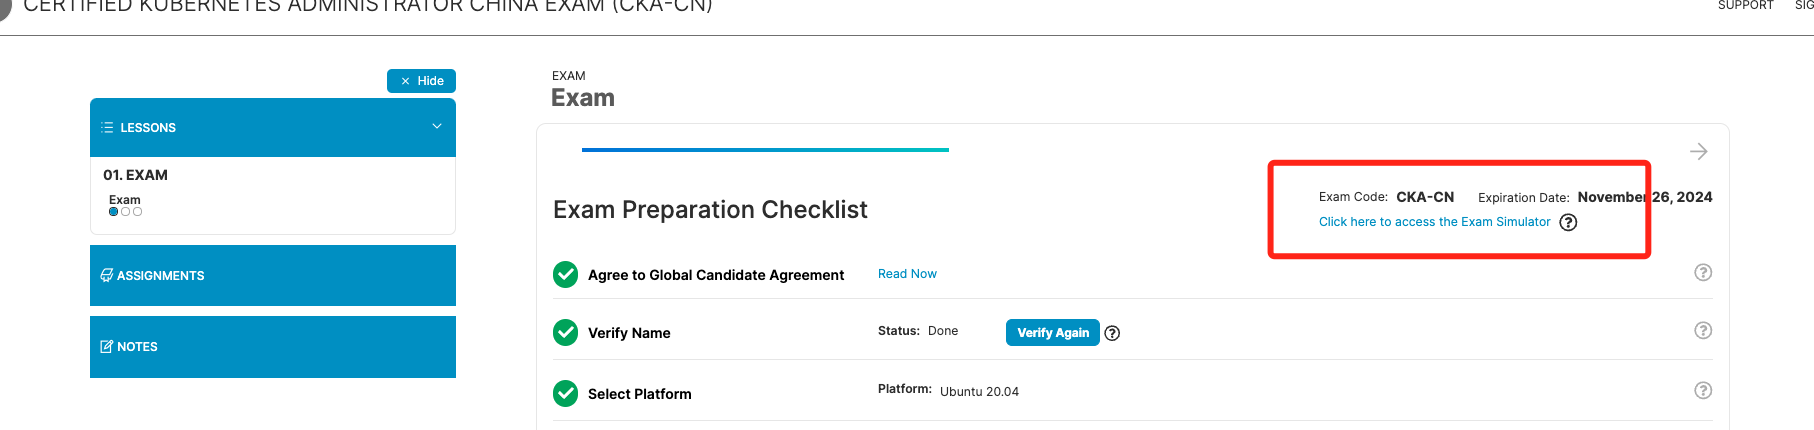 CERTIFIED KUBERNETES ADMINISTRATOR CHINA EXAM (CKA-CN)
SUPPORT
Hide
LESSONS
01. EXAM
Exam
ASSIGNMENTS
NOTES
EXAM
Exam
Exam Preparation Checklist
Exam Code: CKA-CN Expiration Date: November 26, 2024
Click here to access the Exam Simulator
Agree to Global Candidate Agreement Read Now
Verify Name Status: Done Verify Again
Select Platform Platform: Ubuntu 20.04